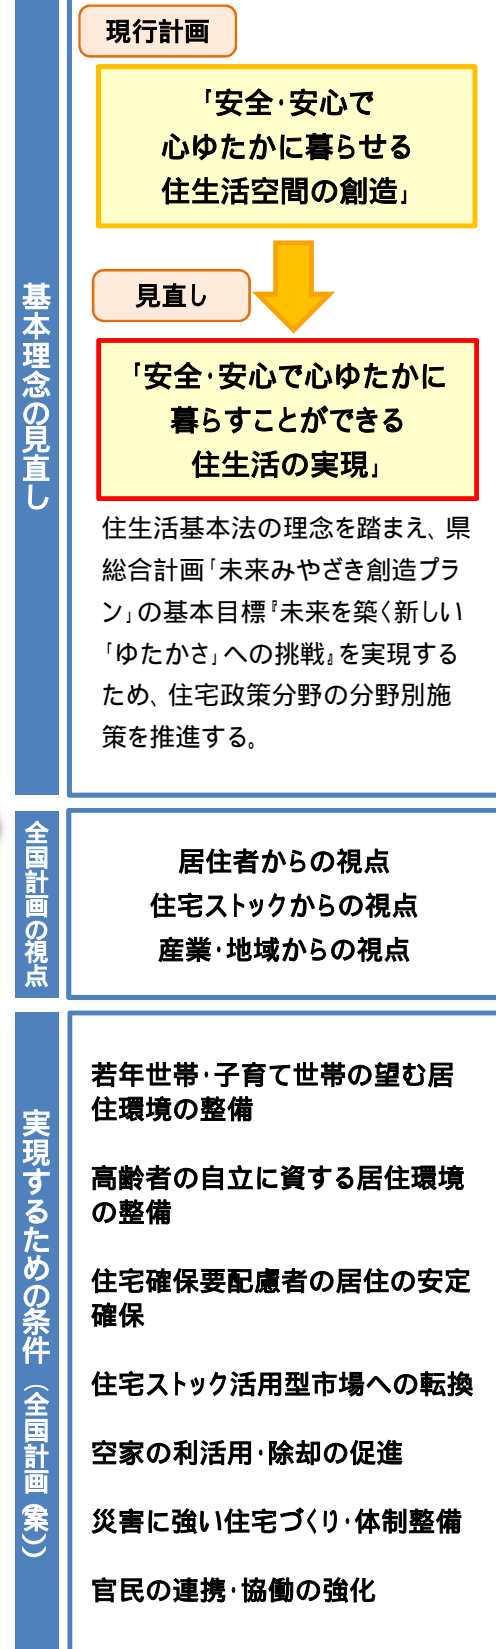 基本理念の見直し
現行計画
「安全・安心で
心ゆたかに暮らせる
住生活空間の創造」
見直し
「安全・安心で心ゆたかに
暮らすことができる
住生活の実現」
住生活基本法の理念を踏まえ、県
総合計画「未来みやざき創造プラ
ン」の基本目標『未来を築く新しい
「ゆたかさ」への挑戦』を実現する
ため、住宅政策分野の分野別施
策を推進する。
全国計画の視点
居住者からの視点
住宅ストックからの視点
産業・地域からの視点
実現するための条件（全国計画（案））
若年世帯・子育て世帯の望む居
住環境の整備
高齢者の自立に資する居住環境
の整備
住宅確保要配慮者の居住の安定
確保
住宅ストック活用型市場への転換
空家の利活用・除却の促進
災害に強い住宅づくり・体制整備
官民の連携・協働の強化